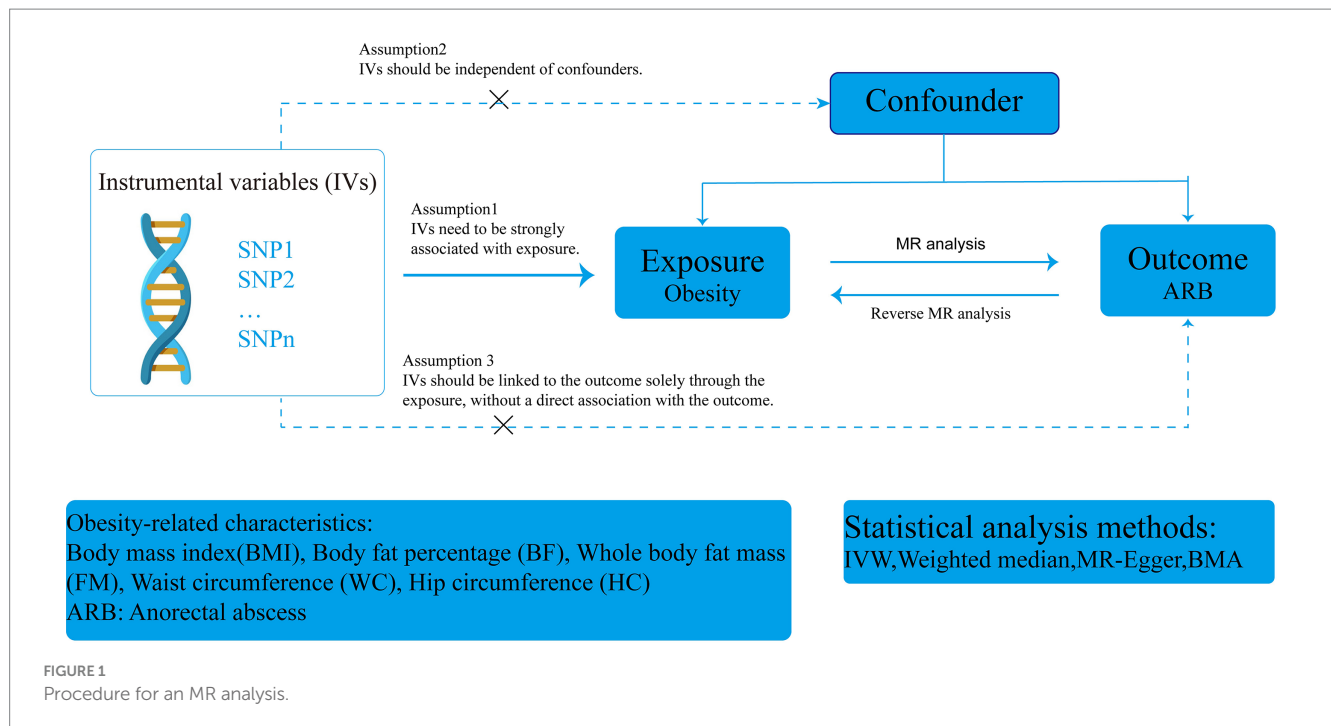 Assumption2
IVs should be independent of confounders.
Confounder
Instrumental variables (IVs)
SNP1
SNP2
...
SNPn
Assumption1
IVs need to be strongly
associated with exposure.
Exposure
Obesity
MR analysis
Reverse MR analysis
Outcome
ARB
Assumption 3
IVs should be linked to the outcome solely through the
exposure, without a direct association with the outcome.
Obesity-related characteristics:
Body mass index(BMI), Body fat percentage (BF), Whole body fat mass
(FM), Waist circumference (WC), Hip circumference (HC)
ARB: Anorectal abscess
Statistical analysis methods:
IVW,Weighted median,MR-Egger,BMA
FIGURE 1
Procedure for an MR analysis.